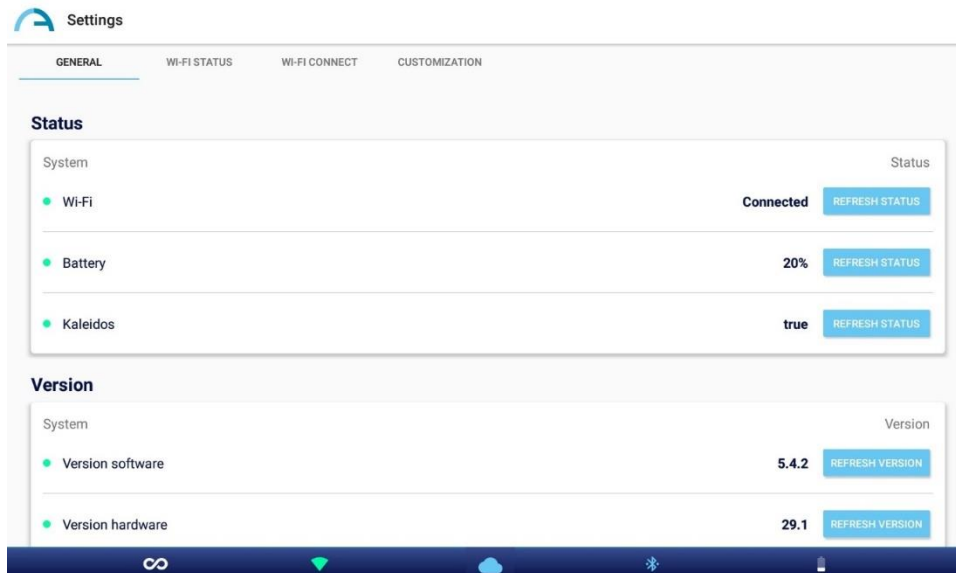 Settings
GENERAL WI-FI STATUS WI-FI CONNECT CUSTOMIZATION
Status
System Status
Wi-Fi Connected REFRESH STATUS
Battery 20% REFRESH STATUS
Kaleidos true REFRESH STATUS
Version
System Version
Version software 5.4.2 REFRESH VERSION
Version hardware 29.1 REFRESH VERSION